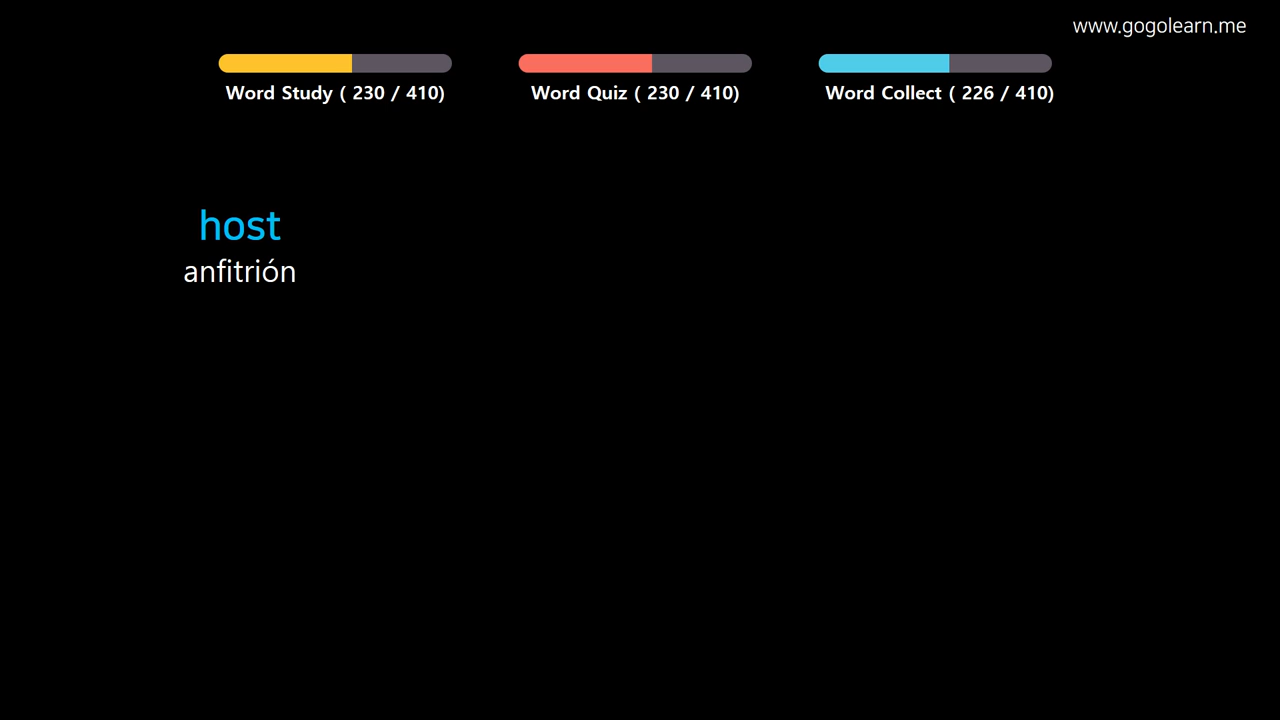 www.gogolearn.me
Word Study ( 230 / 410)
Word Quiz ( 230 / 410)
Word Collect ( 226 / 410)
host
anfitrión